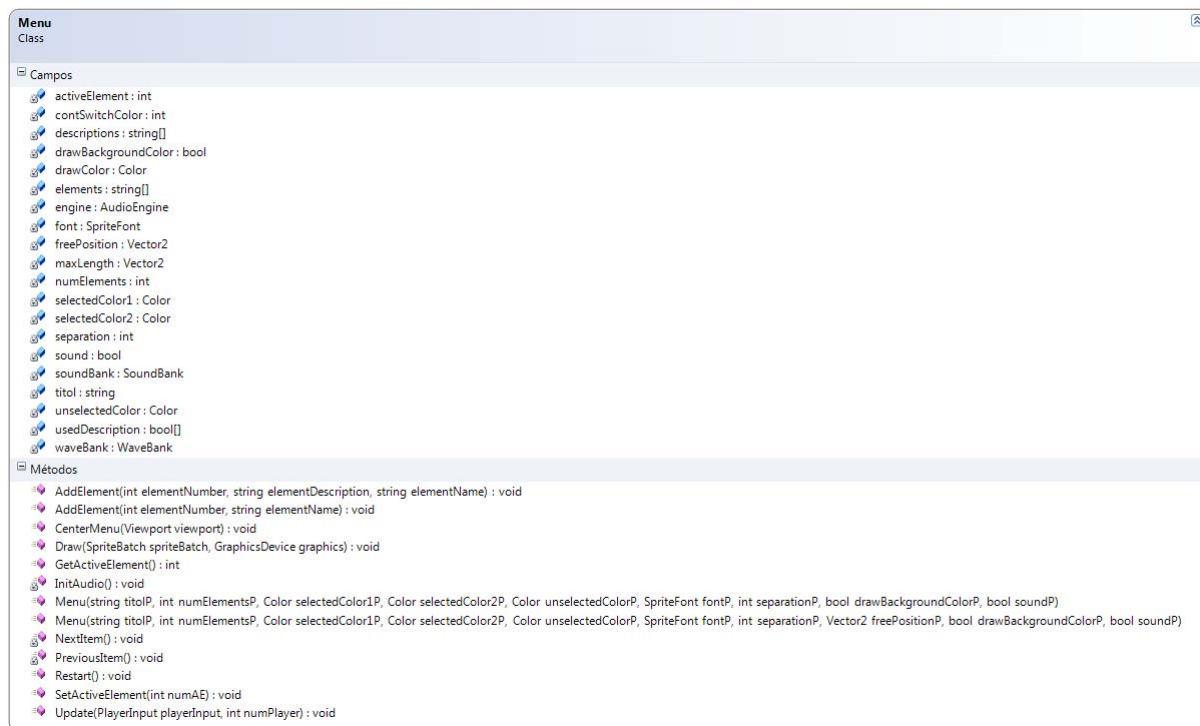 Menu
Class
Campos
activeElement : int
contSwitchColor : int
descriptions : string[]
drawBackgroundColor : bool
drawColor : Color
elements : string[]
engine : AudioEngine
font : SpriteFont
freePosition : Vector2
maxLength : Vector2
numElements : int
selectedColor1 : Color
selectedColor2 : Color
separation : int
sound : bool
soundBank : SoundBank
titol : string
unselectedColor : Color
usedDescription : bool[]
waveBank : WaveBank
Métodos
AddElement(int elementNumber, string elementDescription, string elementName) : void
AddElement(int elementNumber, string elementName) : void
CenterMenu(Viewport viewport) : void
Draw(SpriteBatch spriteBatch, GraphicsDevice graphics) : void
GetActiveElement() : int
InitAudio() : void
Menu(string titolP, int numElementsP, Color selectedColor1P, Color selectedColor2P, Color unselectedColorP, SpriteFont fontP, int separationP, bool drawBackgroundColorP, bool soundP)
Menu(string titolP, int numElementsP, Color selectedColor1P, Color selectedColor2P, Color unselectedColorP, SpriteFont fontP, int separationP, Vector2 freePositionP, bool drawBackgroundColorP, bool soundP)
NextItem() : void
PreviousItem() : void
Restart() : void
SetActiveElement(int numAE) : void
Update(PlayerInput playerInput, int numPlayer) : void